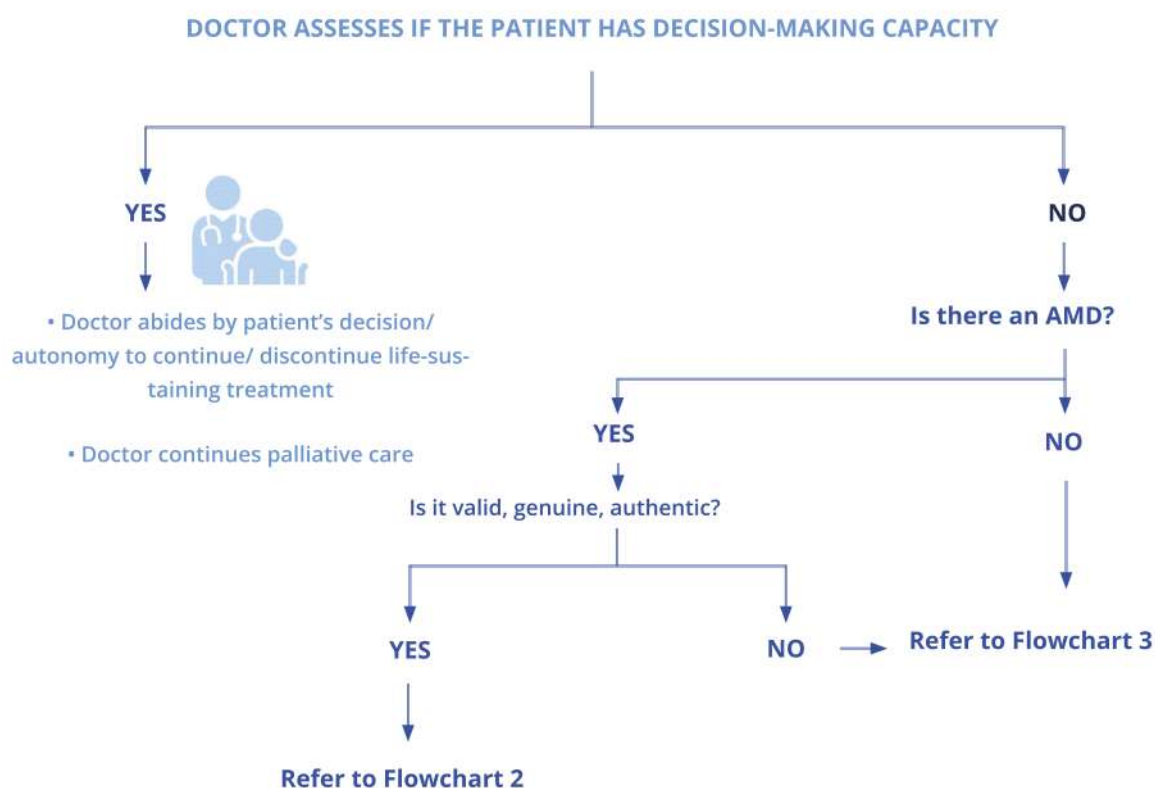 DOCTOR ASSESSES IF THE PATIENT HAS DECISION-MAKING CAPACITY
YES
NO
• Doctor abides by patient's decision/
autonomy to continue/ discontinue life-sus-
taining treatment
• Doctor continues palliative care
Is there an AMD?
YES
NO
Is it valid, genuine, authentic?
YES
NO
Refer to Flowchart 3
Refer to Flowchart 2